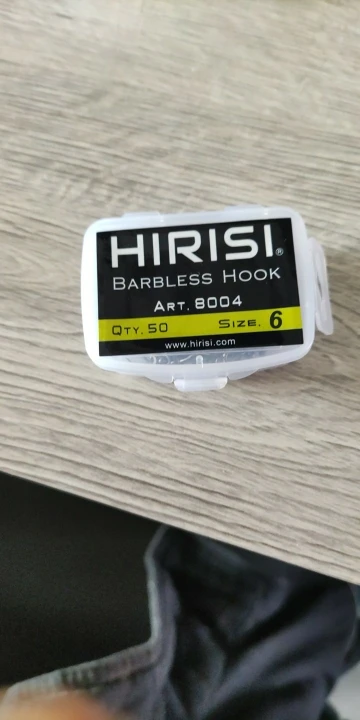 HIRISI®
BARBLESS HOOK
ART. 8004
QTY. 50 SIZE. 6
www.hirisi.com